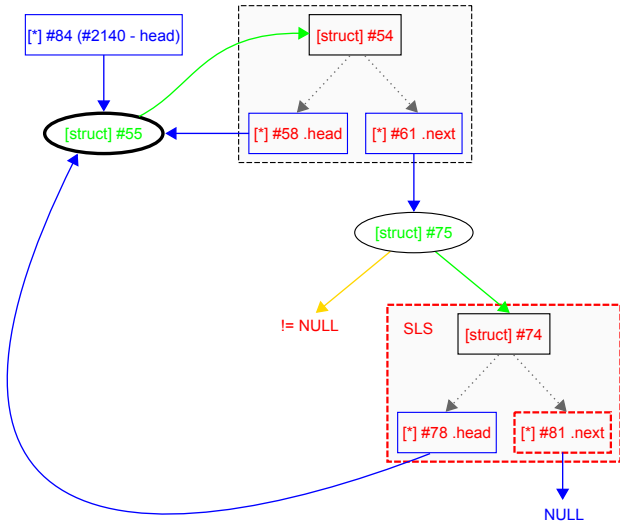 [*] #84 (#2140 - head)
[struct] #54
[struct] #55
[*] #58 .head
[*] #61 .next
[struct] #75
!= NULL
SLS
[struct] #74
[*] #78 .head
[*] #81 .next
NULL